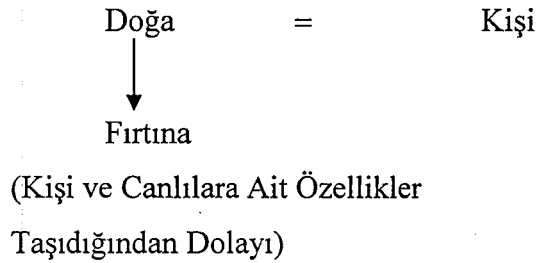 Doğa = Kişi
Fırtına
(Kişi ve Canlılara Ait Özellikler
Taşıdığından Dolayı)